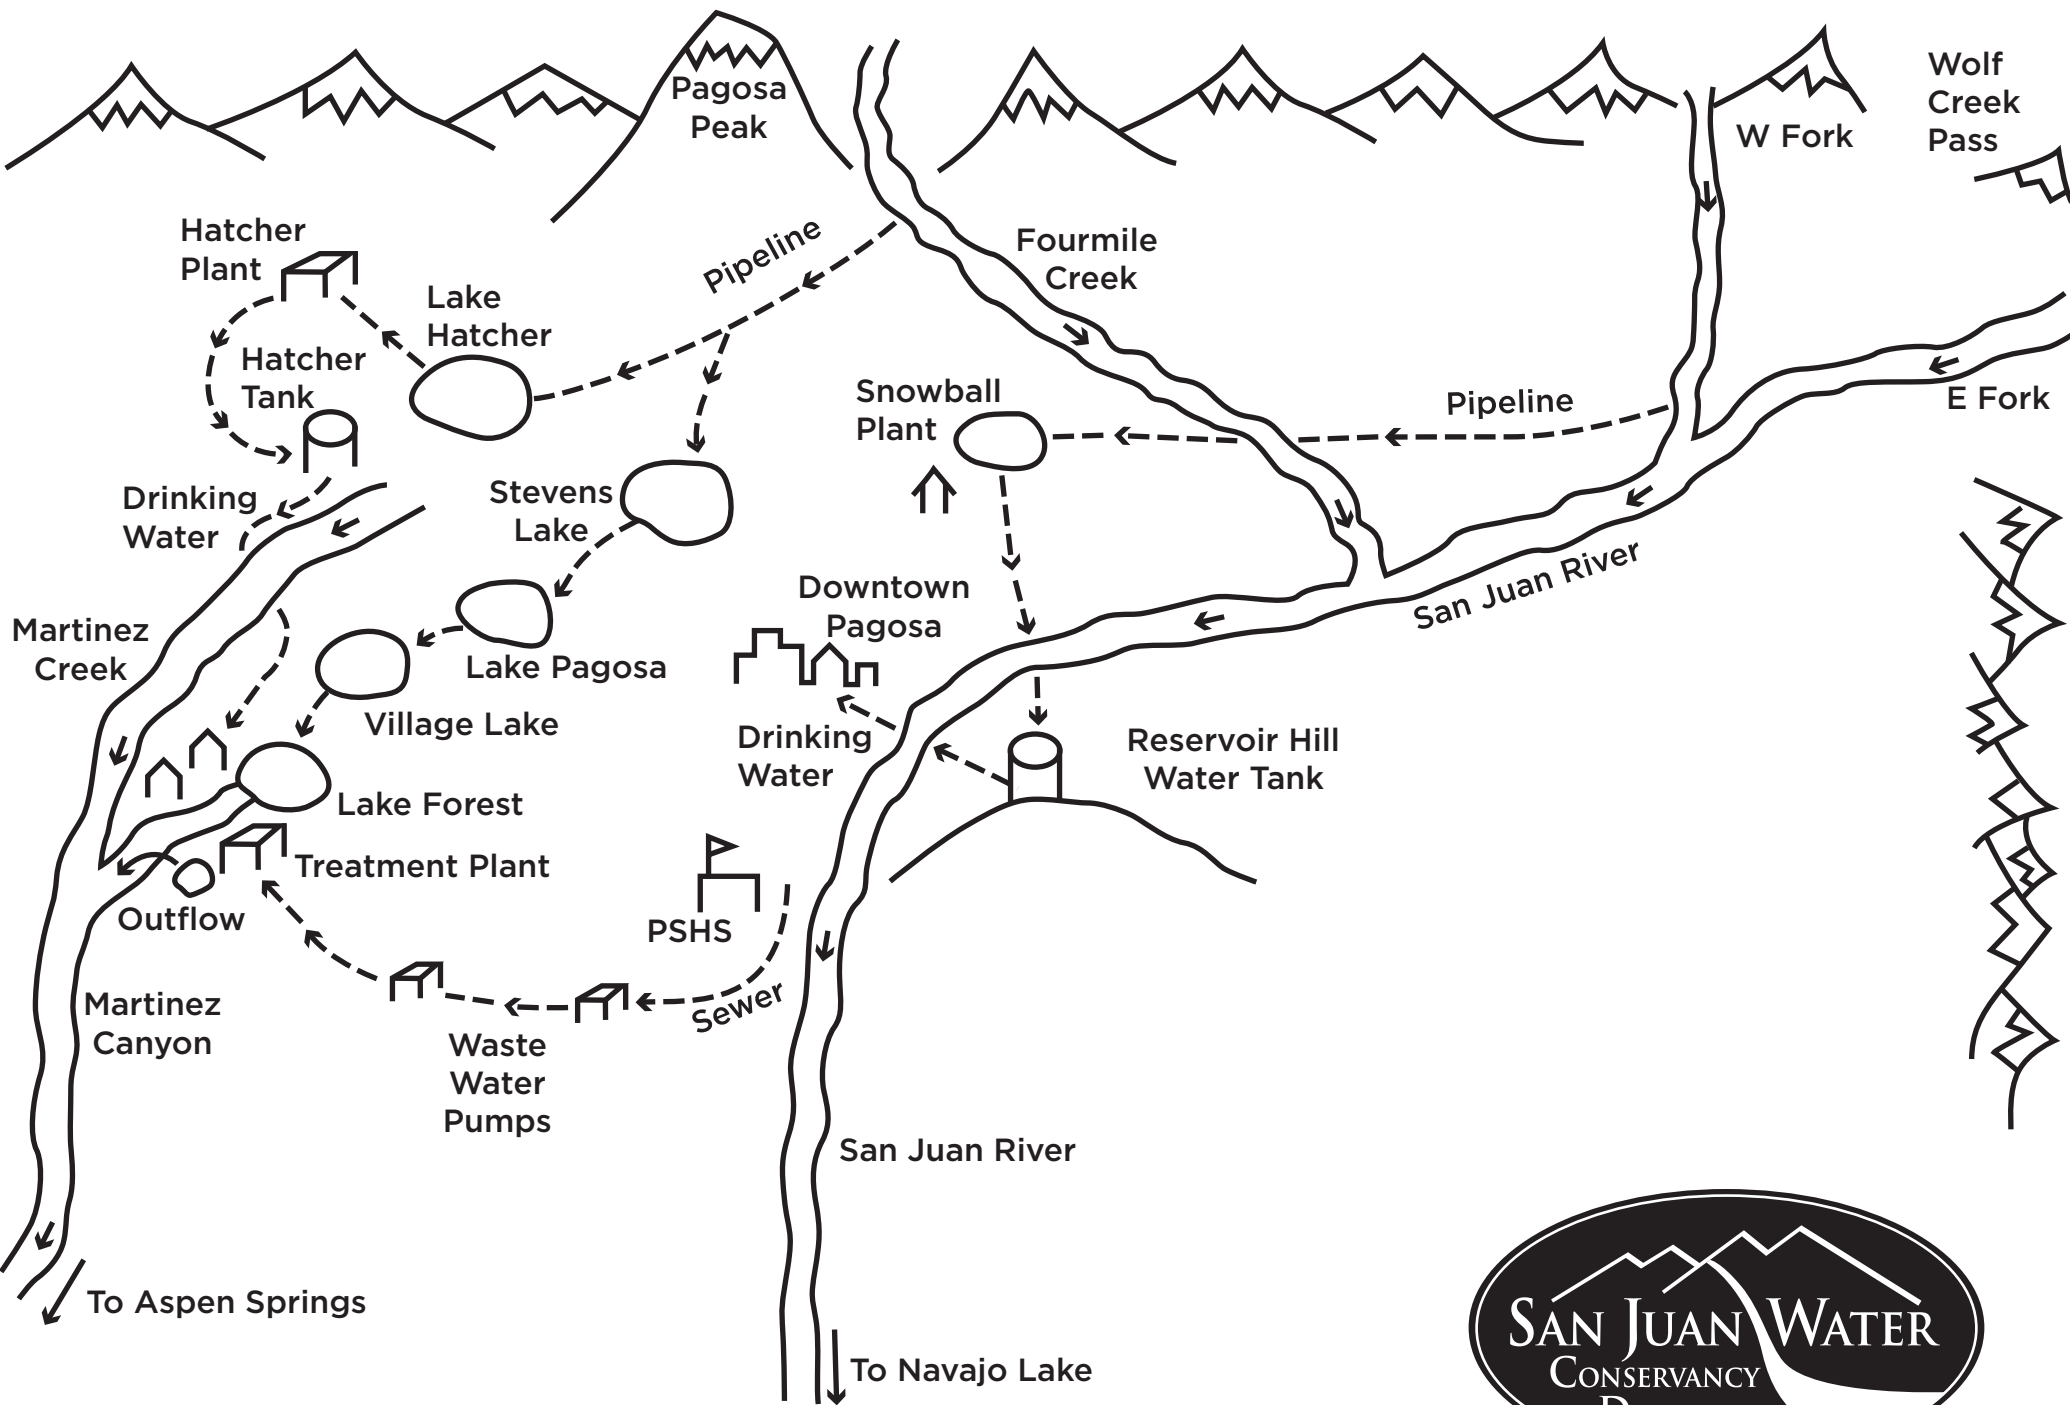 Pagosa
Peak
W Fork
Wolf
Creek
Pass
Hatcher
Plant
Pipeline
Fourmile
Creek
Lake
Hatcher
Hatcher
Tank
Snowball
Plant
Pipeline
E Fork
Drinking
Water
Stevens
Lake
San Juan River
Downtown
Pagosa
Martinez
Creek
Lake Pagosa
Village Lake
Drinking
Water
Reservoir Hill
Water Tank
Lake Forest
Treatment Plant
Outflow
PSHS
Sewer
Martinez
Canyon
Waste
Water
Pumps
San Juan River
To Aspen Springs
To Navajo Lake
SAN JUAN WATER
CONSERVANCY